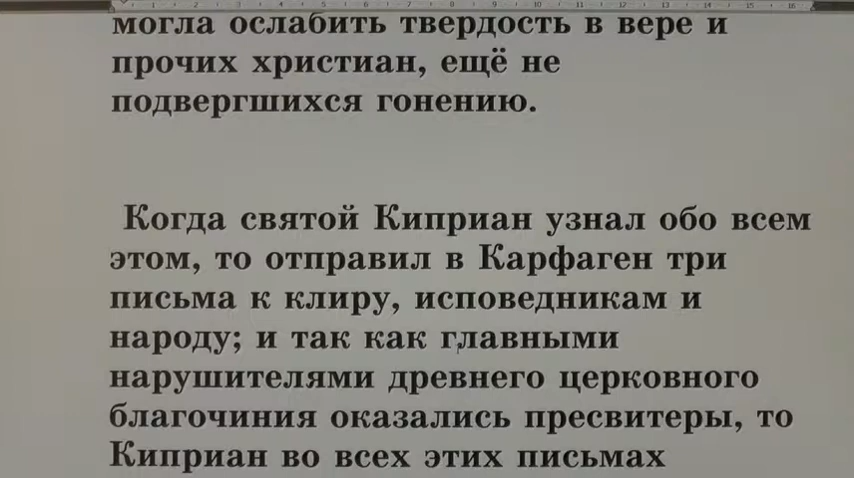 могла ослабить твердость в вере и
прочих христиан, ещё не
подвергшихся гонению.
Когда святой Киприан узнал обо всем
этом, то отправил в Карфаген три
письма к клиру, исповедникам и
народу; и так как главными
нарушителями древнего церковного
благочиния оказались пресвитеры, то
Киприан во всех этих письмах